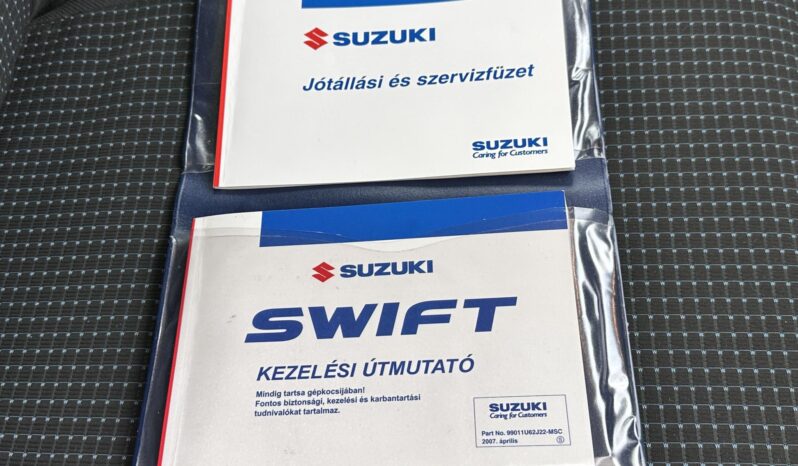 SUZUKI
Jótállási és szervizfüzet
SUZUKI
Caring for Customers
SUZUKI
SWIFT
KEZELÉSI ÚTMUTATÓ
Mindig tartsa gépkocsijában!
Fontos biztonsági, kezelési és karbantartási
tudnivalókat tartalmaz.
SUZUKI
Caring for Customers
Part No. 99011U62J22-MSC
2007. április